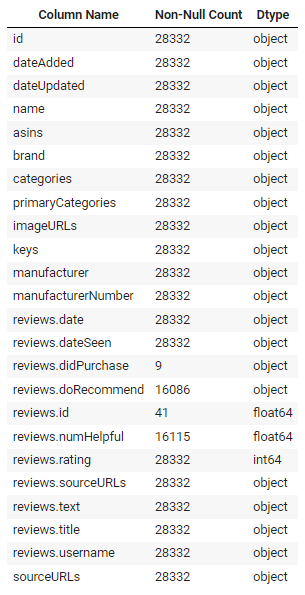 Column Name Non-Null Count Dtype
id 28332 object
dateAdded 28332 object
dateUpdated 28332 object
name 28332 object
asins 28332 object
brand 28332 object
categories 28332 object
primaryCategories 28332 object
imageURLs 28332 object
keys 28332 object
manufacturer 28332 object
manufacturerNumber 28332 object
reviews.date 28332 object
reviews.dateSeen 28332 object
reviews.didPurchase 9 object
reviews.doRecommend 16086 object
reviews.id 41 float64
reviews.numHelpful 16115 float64
reviews.rating 28332 int64
reviews.sourceURLs 28332 object
reviews.text 28332 object
reviews.title 28332 object
reviews.username 28332 object
sourceURLs 28332 object